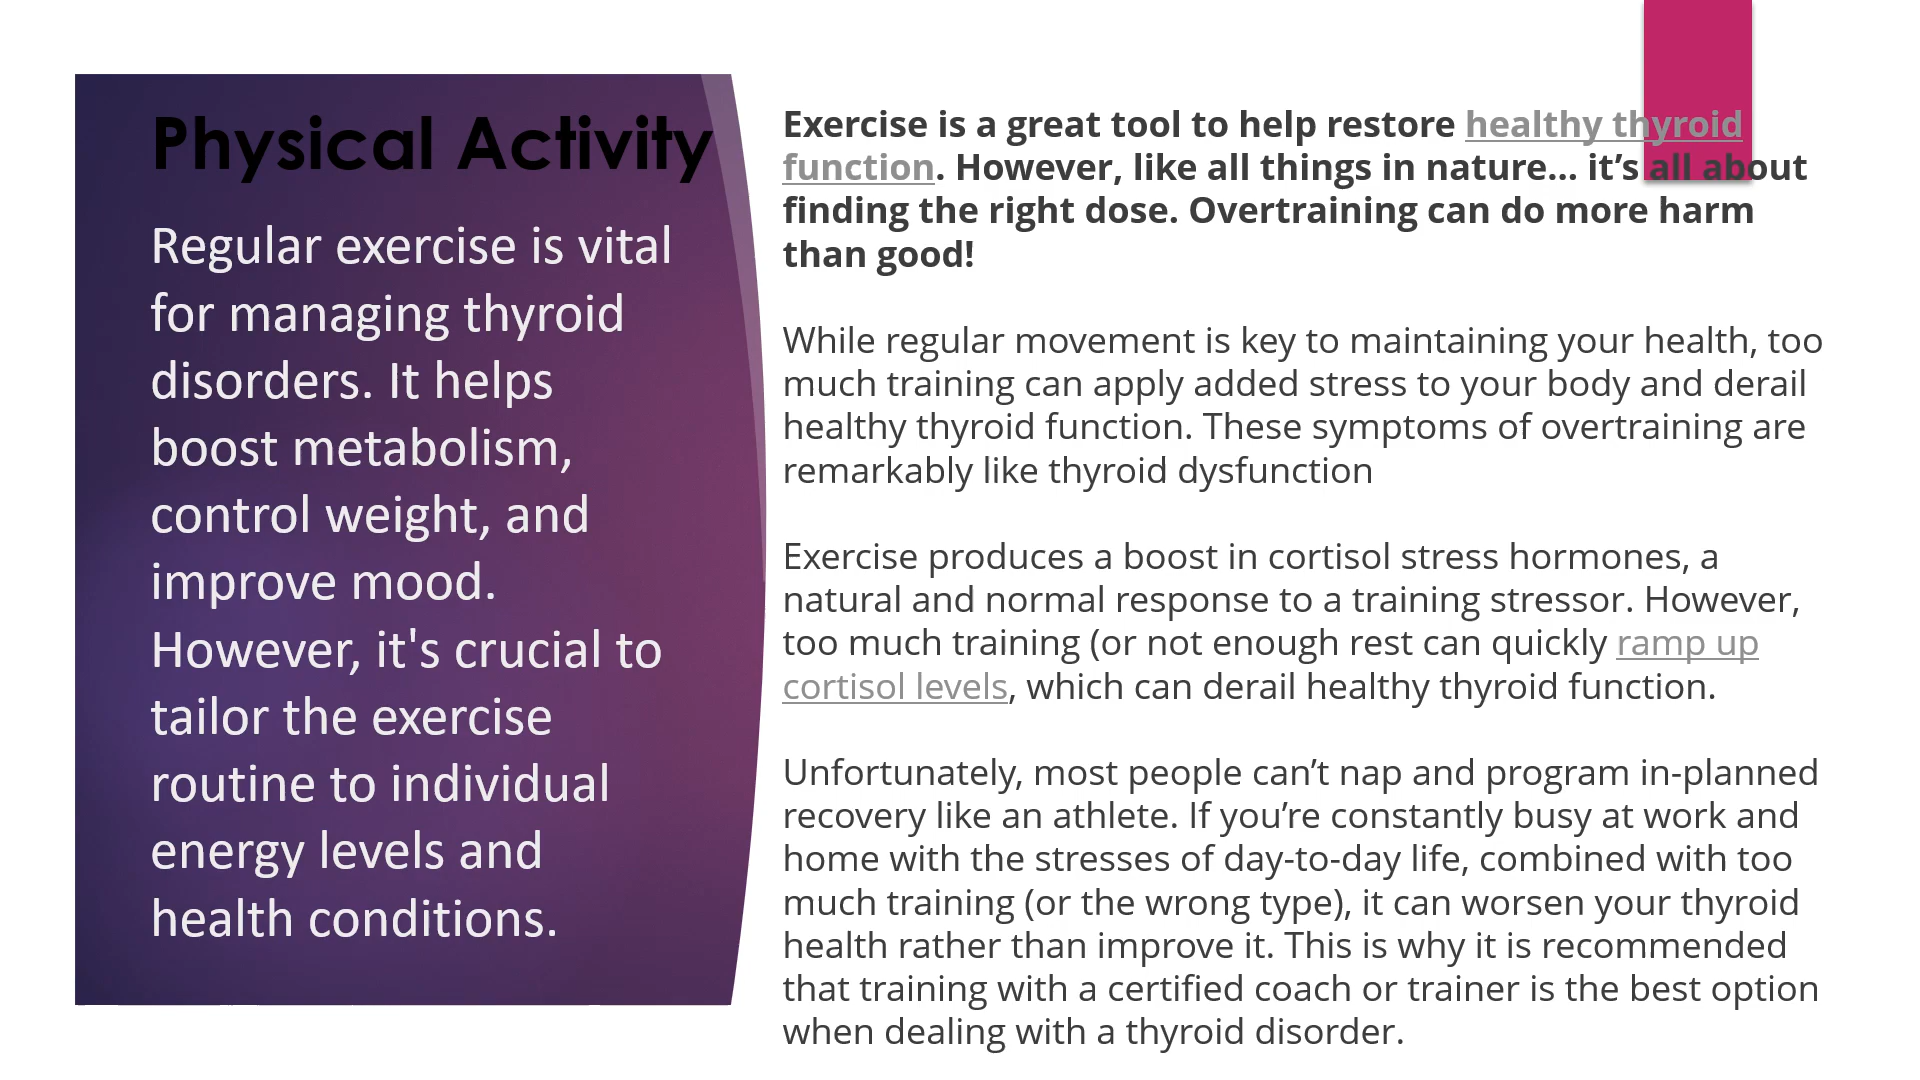 Physical Activity
Regular exercise is vital
for managing thyroid
disorders. It helps
boost metabolism,
control weight, and
improve mood.
However, it's crucial to
tailor the exercise
routine to individual
energy levels and
health conditions.
Exercise is a great tool to help restore healthy thyroid
function. However, like all things in nature… it’s all about
finding the right dose. Overtraining can do more harm
than good!
While regular movement is key to maintaining your health, too
much training can apply added stress to your body and derail
healthy thyroid function. These symptoms of overtraining are
remarkably like thyroid dysfunction
Exercise produces a boost in cortisol stress hormones, a
natural and normal response to a training stressor. However,
too much training (or not enough rest can quickly ramp up
cortisol levels, which can derail healthy thyroid function.
Unfortunately, most people can’t nap and program in-planned
recovery like an athlete. If you’re constantly busy at work and
home with the stresses of day-to-day life, combined with too
much training (or the wrong type), it can worsen your thyroid
health rather than improve it. This is why it is recommended
that training with a certified coach or trainer is the best option
when dealing with a thyroid disorder.